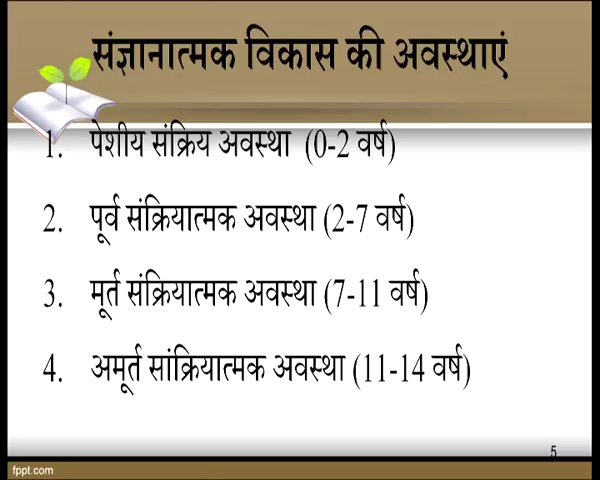 संज्ञानात्मक विकास की अवस्थाएं
1. पेशीय संक्रिय अवस्था (0-2 वर्ष)
2. पूर्व संक्रियात्मक अवस्था (2-7 वर्ष)
3. मूर्त संक्रियात्मक अवस्था (7-11 वर्ष)
4. अमूर्त सांक्रियात्मक अवस्था (11-14 वर्ष)
5
fppt.com